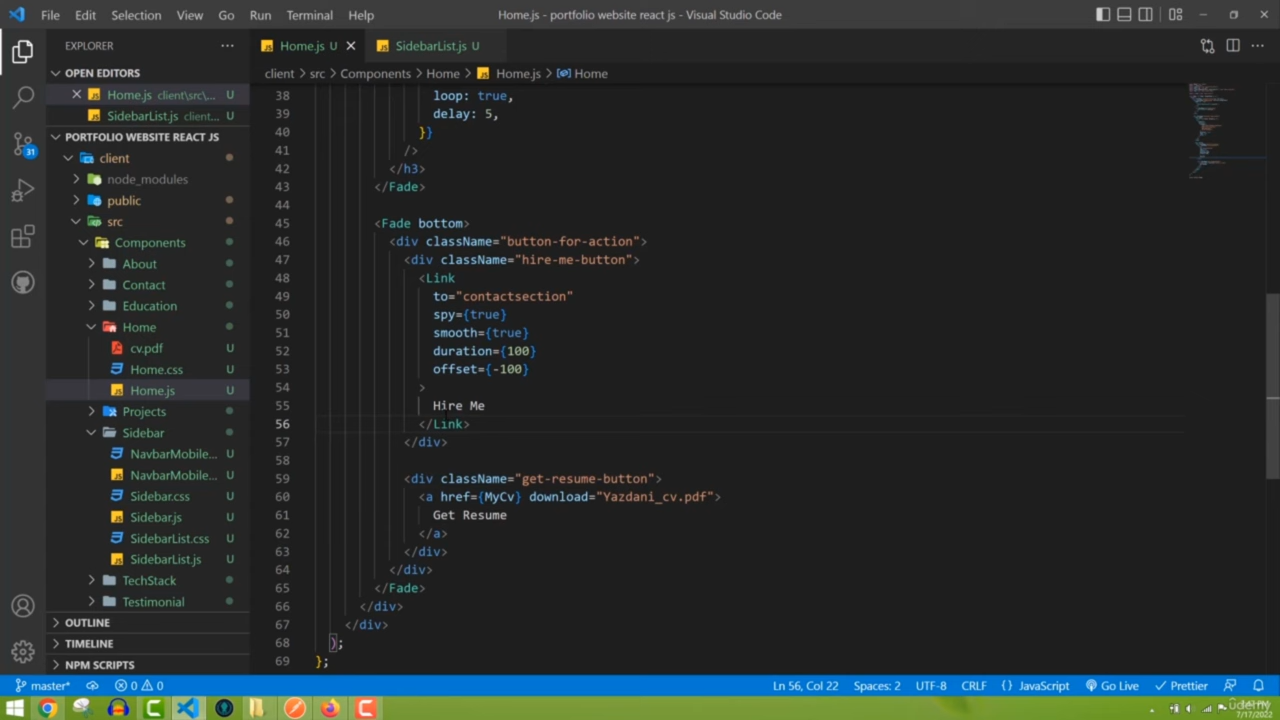 File Edit Selection View Go Run Terminal Help Home.js - portfolio website react js - Visual Studio Code
EXPLORER
Home.js U SidebarList.js U
OPEN EDITORS
client > src > Components > Home > Home.js > Home
Home.js client\src\... U
SidebarList.js client... U
PORTFOLIO WEBSITE REACT JS
client
node_modules
public
src
Components
About
Contact
Education
Home
cv.pdf U
Home.css U
Home.js U
Projects
Sidebar
NavbarMobile... U
NavbarMobile... U
Sidebar.css U
Sidebar.js U
SidebarList.css U
SidebarList.js U
TechStack
Testimonial
OUTLINE
TIMELINE
NPM SCRIPTS
38 loop: true,
39 delay: 5,
40 }}
41 />
42 </h3>
43 </Fade>
44
45 <Fade bottom>
46 <div className="button-for-action">
47 <div className="hire-me-button">
48 <Link
49 to="contactsection"
50 spy={true}
51 smooth={true}
52 duration={100}
53 offset={-100}
54 >
55 Hire Me
56 </Link>
57 </div>
58
59 <div className="get-resume-button">
60 <a href={MyCv} download="Yazdani_cv.pdf">
61 Get Resume
62 </a>
63 </div>
64 </div>
65 </Fade>
66 </div>
67 </div>
68 );
69 };
31
master* 0 0 Ln 56, Col 22 Spaces: 2 UTF-8 CRLF {} JavaScript Go Live Prettier
udemy
7/17/2022